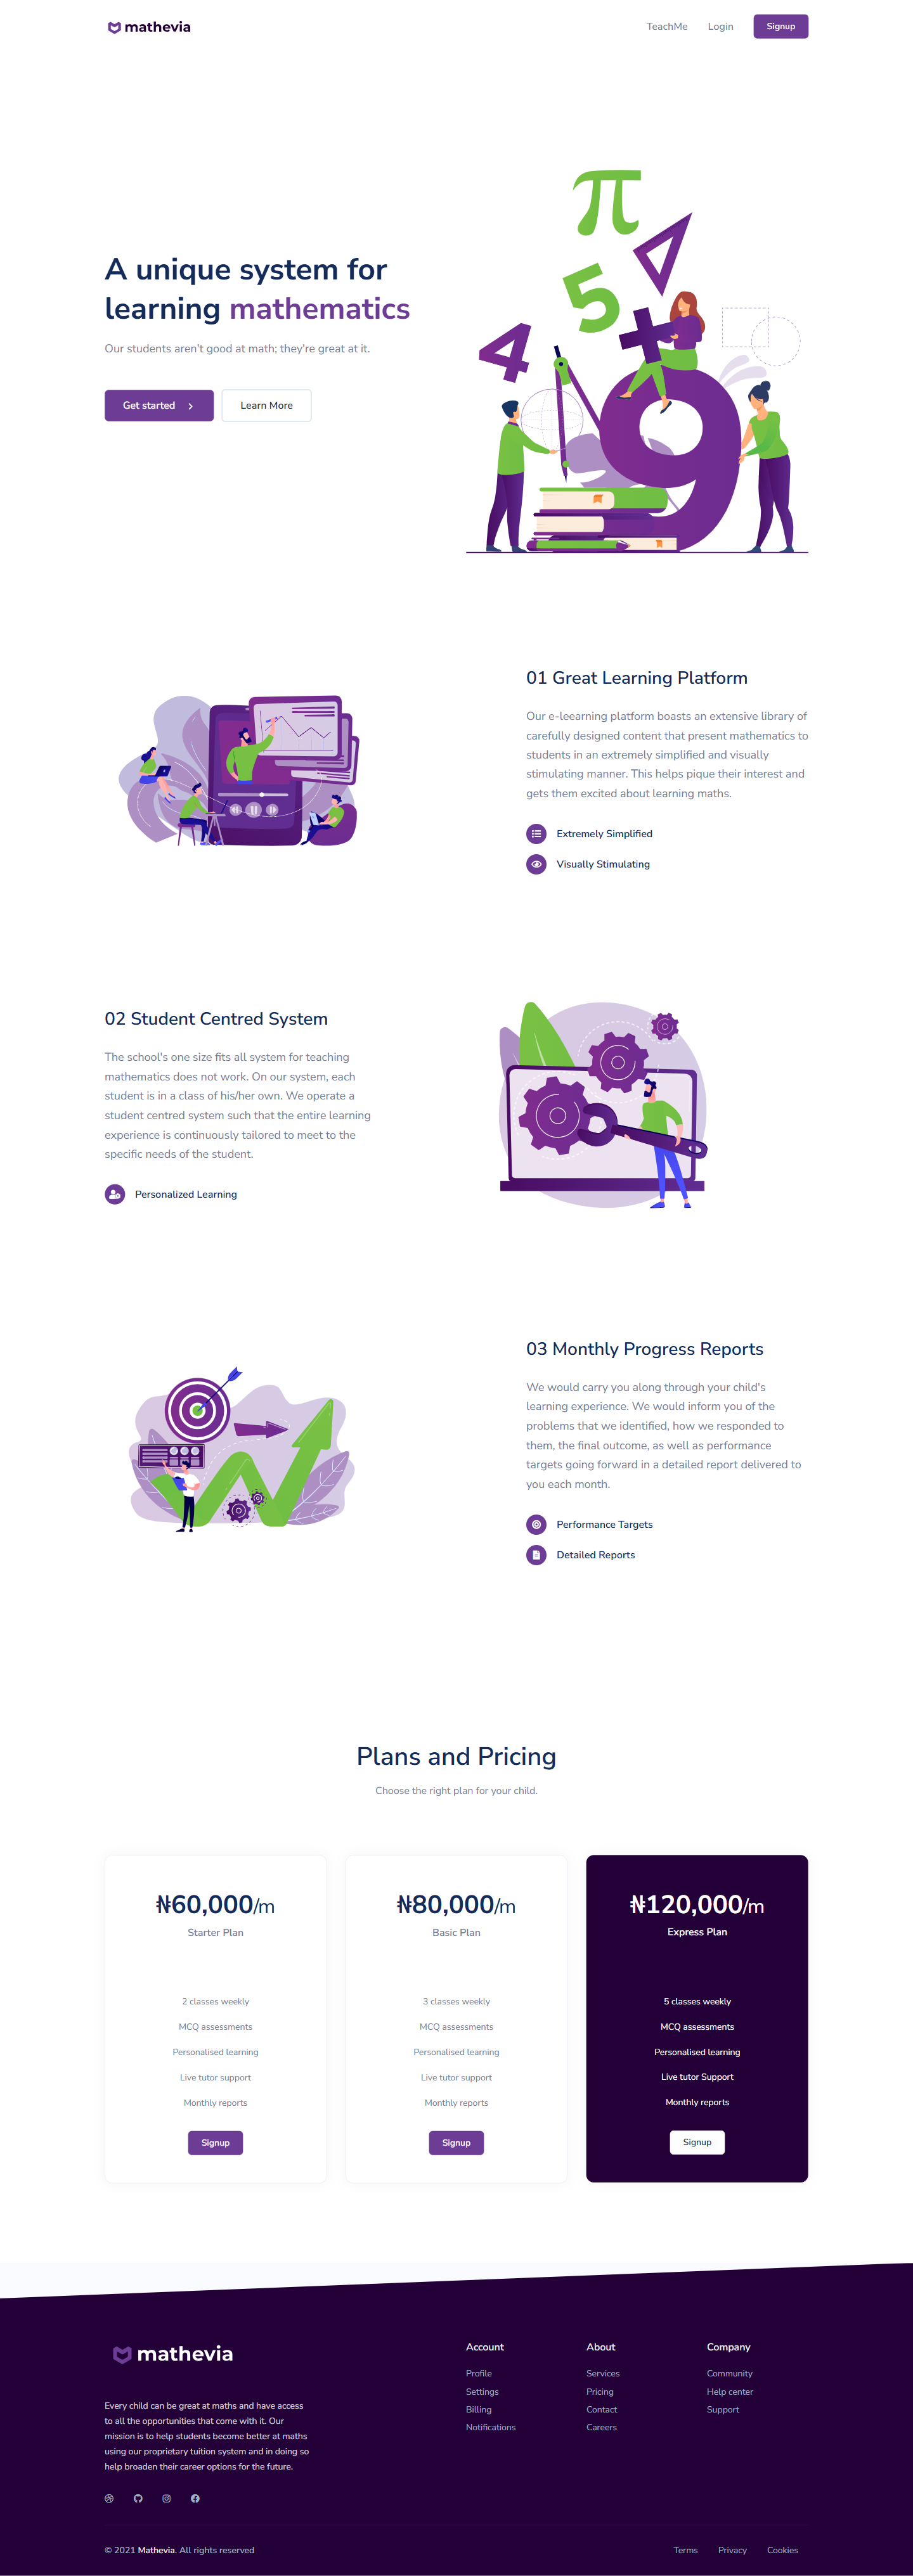 mathevia
TeachMe Login Signup
π
5
4
9
A unique system for
learning mathematics
Our students aren't good at math; they're great at it.
Get started
Learn More
01 Great Learning Platform
Our e-leearning platform boasts an extensive library of
carefully designed content that present mathematics to
students in an extremely simplified and visually
stimulating manner. This helps pique their interest and
gets them excited about learning maths.
Extremely Simplified
Visually Stimulating
02 Student Centred System
The school's one size fits all system for teaching
mathematics does not work. On our system, each
student is in a class of his/her own. We operate a
student centred system such that the entire learning
experience is continuously tailored to meet to the
specific needs of the student.
Personalized Learning
03 Monthly Progress Reports
We would carry you along through your child's
learning experience. We would inform you of the
problems that we identified, how we responded to
them, the final outcome, as well as performance
targets going forward in a detailed report delivered to
you each month.
Performance Targets
Detailed Reports
Plans and Pricing
Choose the right plan for your child.
₦60,000/m
Starter Plan
2 classes weekly
MCQ assessments
Personalised learning
Live tutor support
Monthly reports
Signup
₦80,000/m
Basic Plan
3 classes weekly
MCQ assessments
Personalised learning
Live tutor support
Monthly reports
Signup
₦120,000/m
Express Plan
5 classes weekly
MCQ assessments
Personalised learning
Live tutor Support
Monthly reports
Signup
mathevia
Every child can be great at maths and have access
to all the opportunities that come with it. Our
mission is to help students become better at maths
using our proprietary tuition system and in doing so
help broaden their career options for the future.
Account
Profile
Settings
Billing
Notifications
About
Services
Pricing
Contact
Careers
Company
Community
Help center
Support
© 2021 Mathevia. All rights reserved
Terms Privacy Cookies